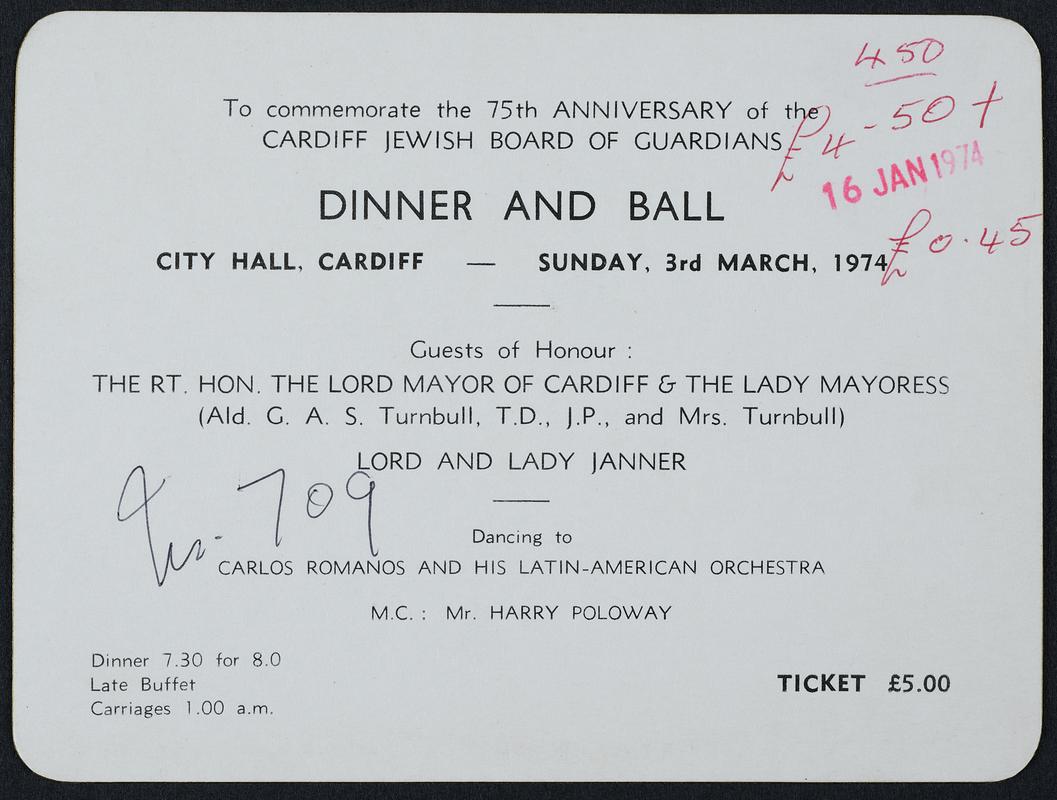 450
To commemorate the 75th ANNIVERSARY of the
£4-50 +
CARDIFF JEWISH BOARD OF GUARDIANS
16 JAN 1974
DINNER AND BALL
£0.45
CITY HALL, CARDIFF — SUNDAY, 3rd MARCH, 1974
Guests of Honour :
THE RT. HON. THE LORD MAYOR OF CARDIFF & THE LADY MAYORESS
(Ald. G. A. S. Turnbull, T.D., J.P., and Mrs. Turnbull)
LORD AND LADY JANNER
709
Dancing to
CARLOS ROMANOS AND HIS LATIN-AMERICAN ORCHESTRA
M.C. : Mr. HARRY POLOWAY
Dinner 7.30 for 8.0
Late Buffet
Carriages 1.00 a.m.
TICKET £5.00